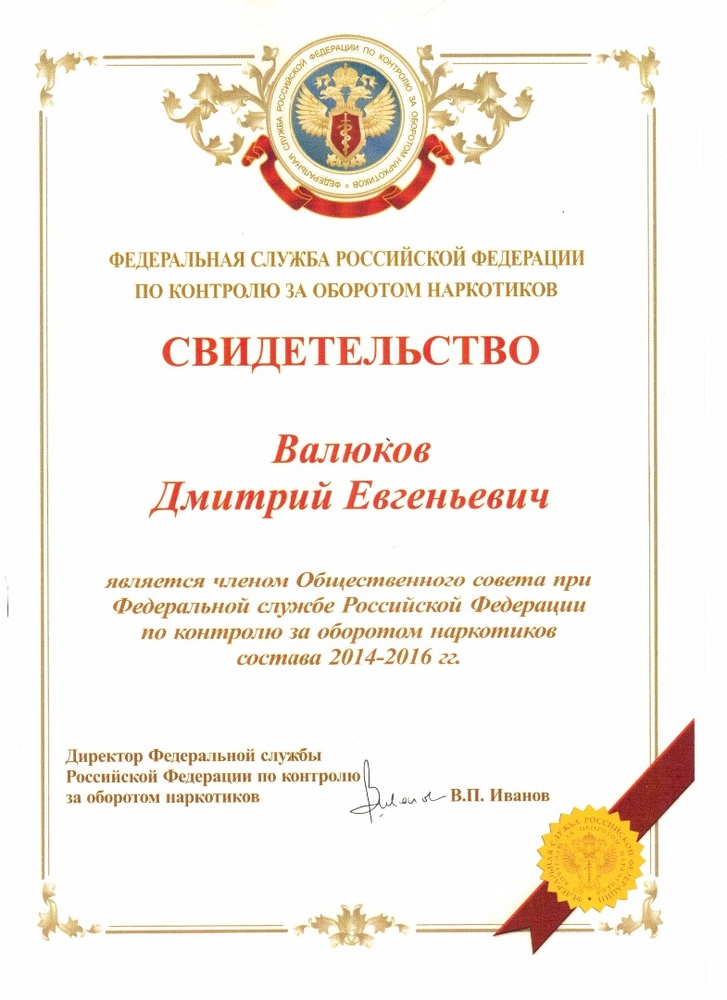 ФЕДЕРАЛЬНАЯ СЛУЖБА РОССИЙСКОЙ ФЕДЕРАЦИИ ПО КОНТРОЛЮ ЗА ОБОРОТОМ НАРКОТИКОВ
ФЕДЕРАЛЬНАЯ СЛУЖБА РОССИЙСКОЙ ФЕДЕРАЦИИ
ПО КОНТРОЛЮ ЗА ОБОРОТОМ НАРКОТИКОВ
СВИДЕТЕЛЬСТВО
Валюков
Дмитрий Евгеньевич
является членом Общественного совета при
Федеральной службе Российской Федерации
по контролю за оборотом наркотиков
состава 2014-2016 гг.
Директор Федеральной службы
Российской Федерации по контролю
за оборотом наркотиков
В.П. Иванов
ФЕДЕРАЛЬНАЯ СЛУЖБА РОССИЙСКОЙ ФЕДЕРАЦИИ
ПО КОНТРОЛЮ ЗА ОБОРОТОМ НАРКОТИКОВ